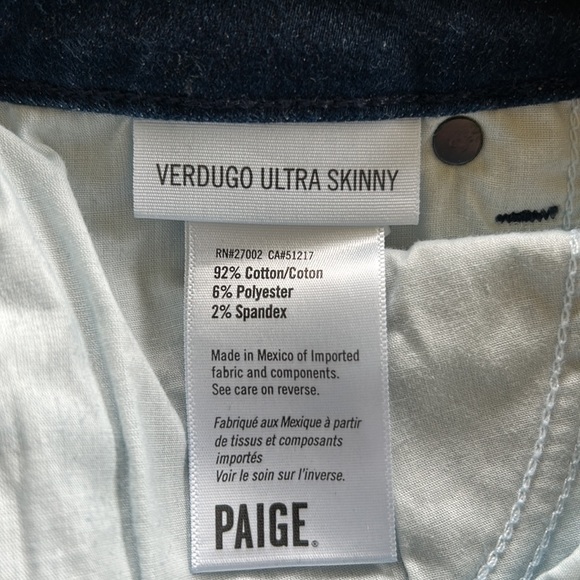 VERDUGO ULTRA SKINNY
RN#27002 CA#51217
92% Cotton/Coton
6% Polyester
2% Spandex
Made in Mexico of Imported
fabric and components.
See care on reverse.
Fabriqué aux Mexique à partir
de tissus et composants
importés
Voir le soin sur l'inverse.
PAIGE®